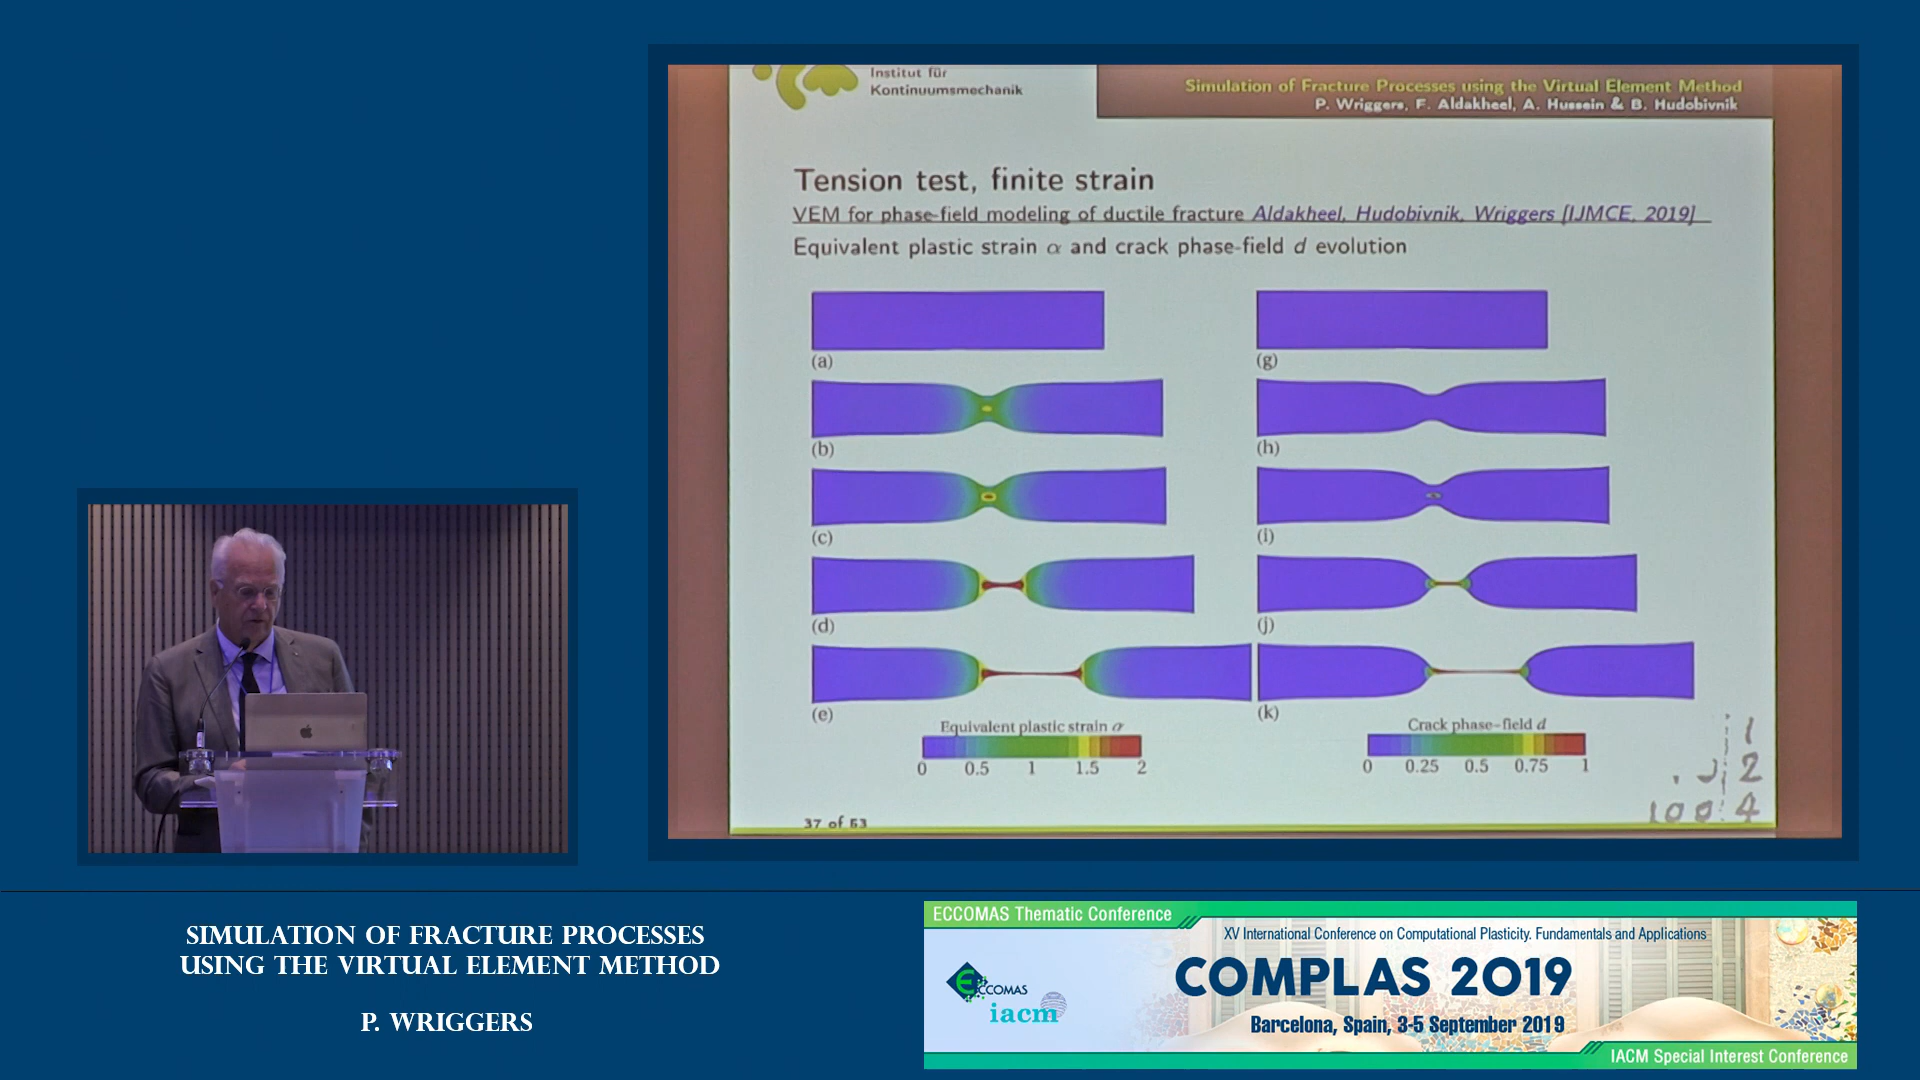 Institut für
Kontinuumsmechanik
Simulation of Fracture Processes using the Virtual Element Method
P. Wriggers, F. Aldakheel, A. Hussein & B. Hudobivnik
Tension test, finite strain
VEM for phase-field modeling of ductile fracture Aldakheel, Hudobivnik, Wriggers [IJMCE, 2019]
Equivalent plastic strain α and crack phase-field d evolution
(a)
(g)
(b)
(h)
(c)
(i)
(d)
(j)
(e)
(k)
Equivalent plastic strain α
0 0.5 1 1.5 2
Crack phase-field d
0 0.25 0.5 0.75 1
1
2
100 4
37 of 53
SIMULATION OF FRACTURE PROCESSES
USING THE VIRTUAL ELEMENT METHOD
P. WRIGGERS
ECCOMAS Thematic Conference
XV International Conference on Computational Plasticity. Fundamentals and Applications
ECCOMAS
iacm
COMPLAS 2019
Barcelona, Spain, 3-5 September 2019
IACM Special Interest Conference